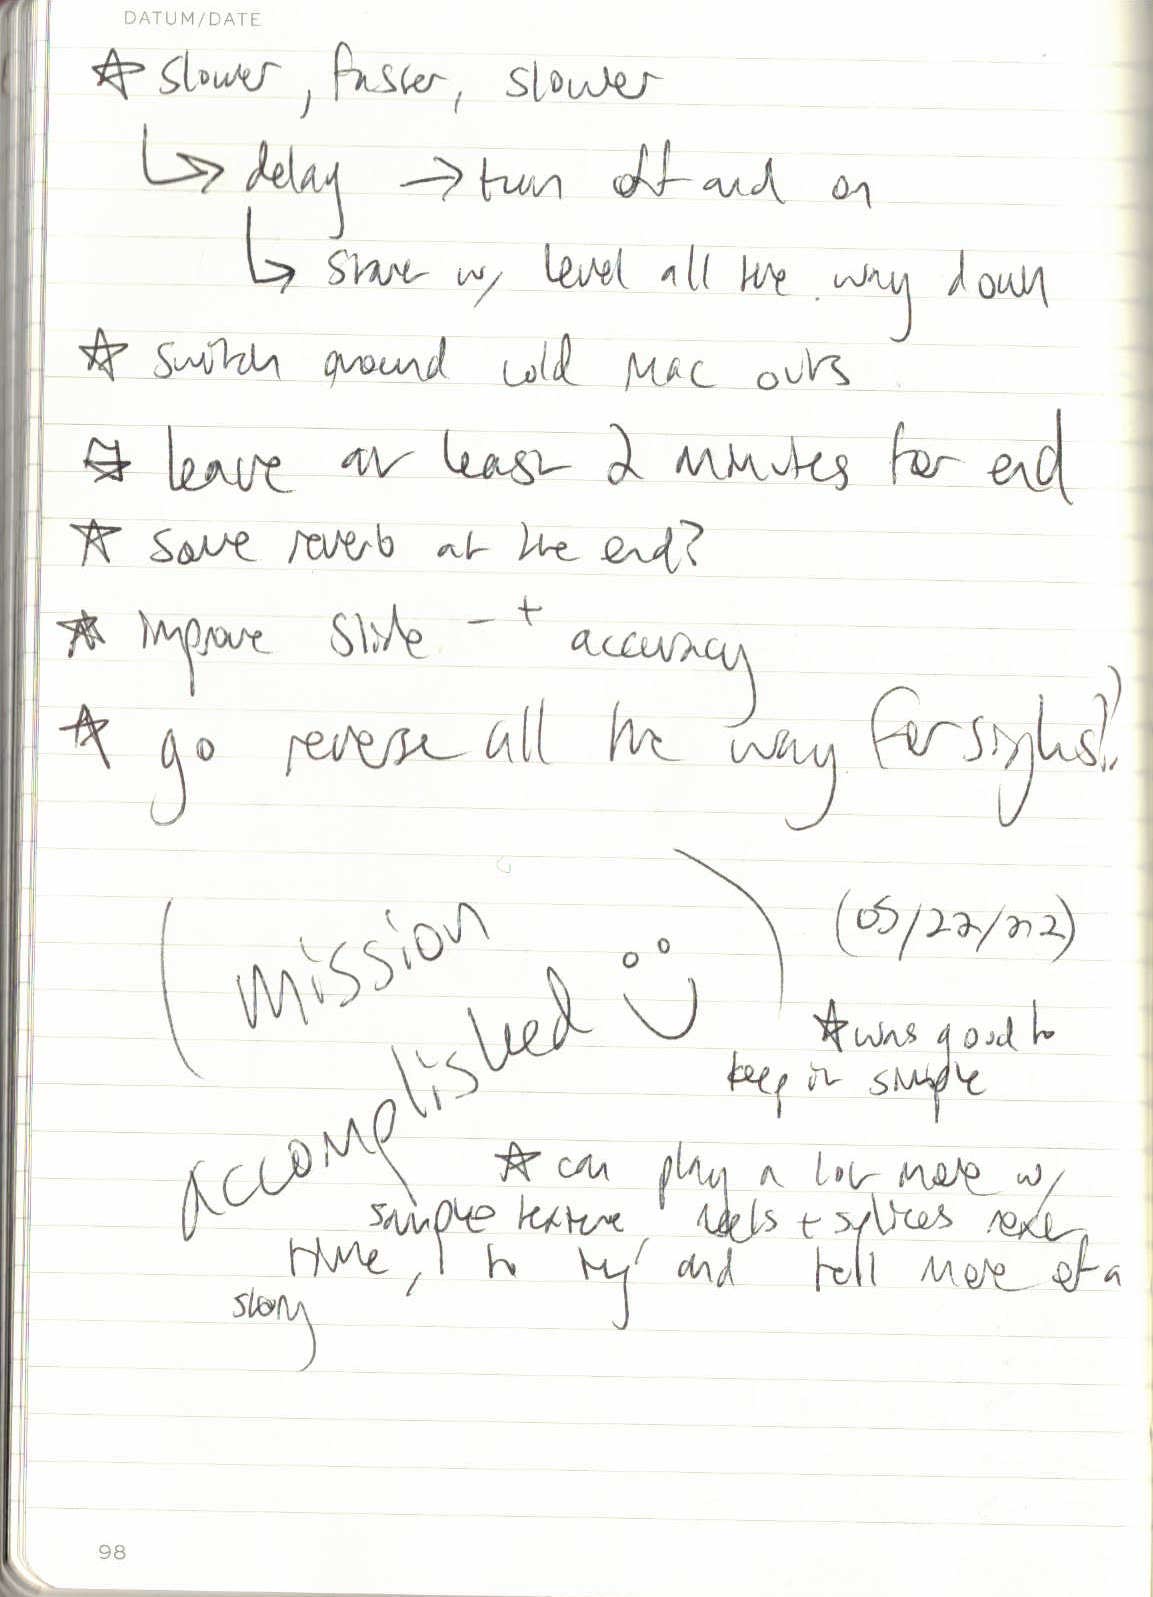 DATUM/DATE
☆ slower, faster, slower
↳ delay → turn off and on
↳ start w/ level all the way down
☆ switch around cold Mac outs
☆ leave at least 2 minutes for end
☆ save reverb at the end?
☆ improve slide - + accuracy
☆ go reverse all the way for sighs!?
(mission
accomplished ☺)
(05/22/22)
☆ was good to
keep it simple
☆ can play a lot more w/
sample texture, reels + splices next
time, to try and tell more of a
story
98